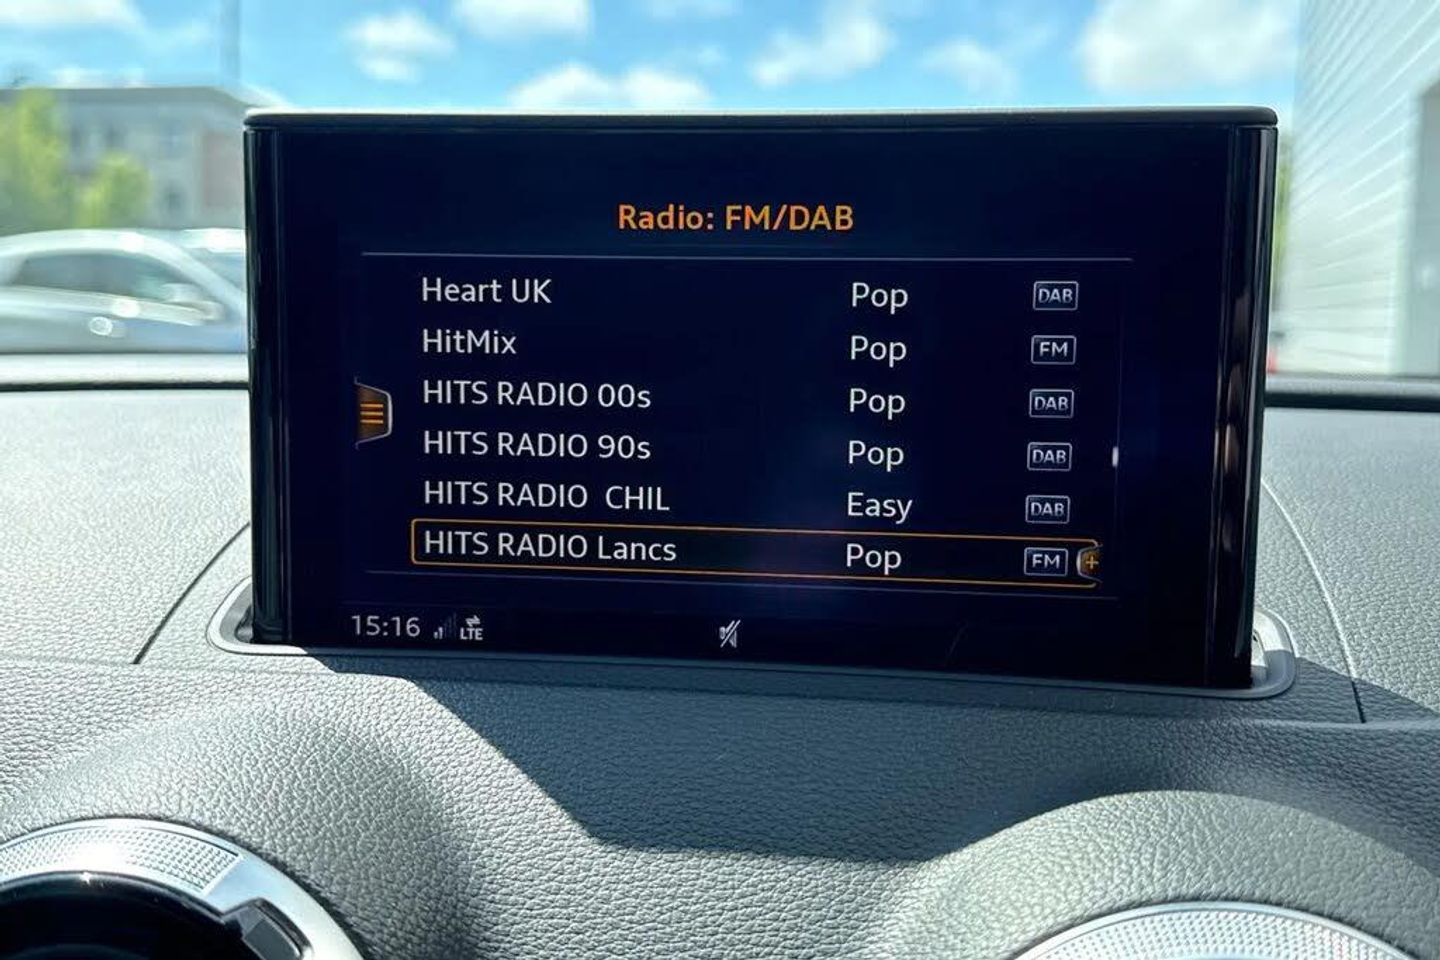 Radio: FM/DAB
Heart UK Pop DAB
HitMix Pop FM
HITS RADIO 00s Pop DAB
HITS RADIO 90s Pop DAB
HITS RADIO  CHIL Easy DAB
HITS RADIO Lancs Pop FM
15:16 LTE